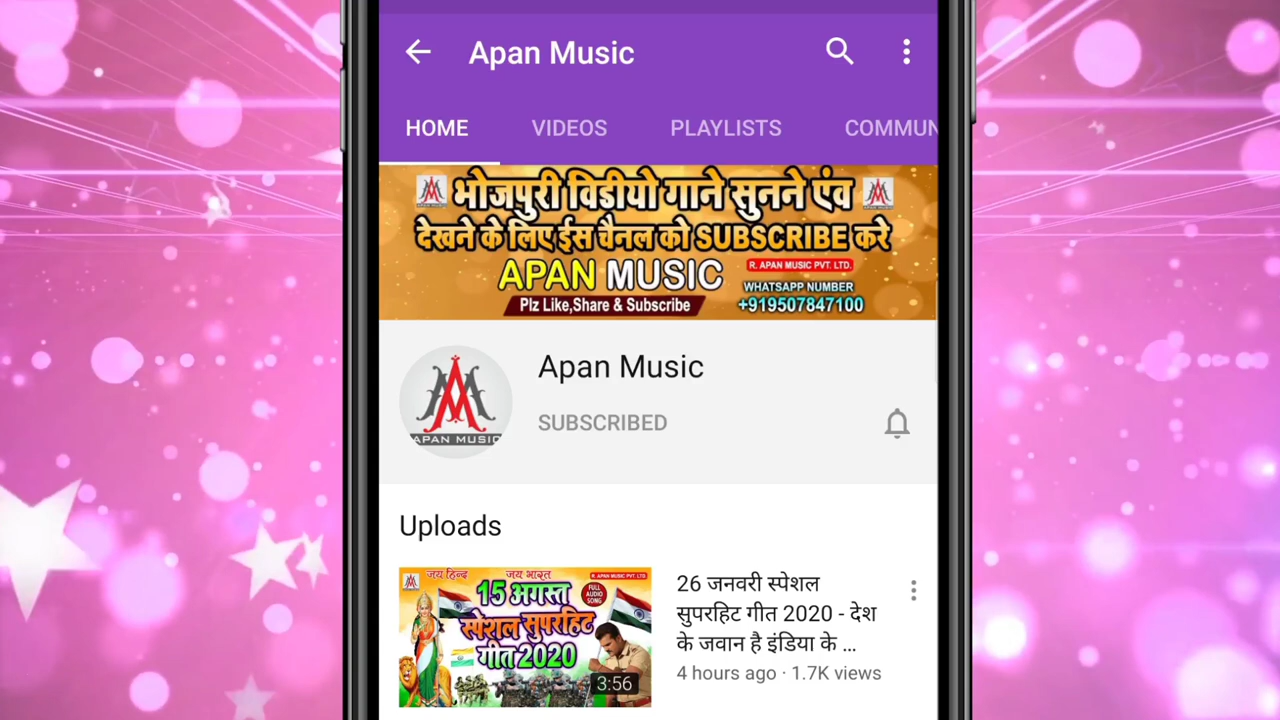 Apan Music
HOME VIDEOS PLAYLISTS COMMUN
भोजपुरी विडीयो गाने सुनने एंव
देखने के लिए ईस चैनल को SUBSCRIBE करे
APAN MUSIC
R. APAN MUSIC PVT. LTD.
WHATSAPP NUMBER
Plz Like,Share & Subscribe
+919507847100
Apan Music
SUBSCRIBED
APAN MUSIC
Uploads
जय हिन्द जय भारत
R. APAN MUSIC PVT. LTD
15 अगस्त
FULL
AUDIO
SONG
स्पेशल सुपरहिट
गीत 2020
3:56
26 जनवरी स्पेशल
सुपरहिट गीत 2020 - देश
के जवान है इंडिया के ...
4 hours ago · 1.7K views